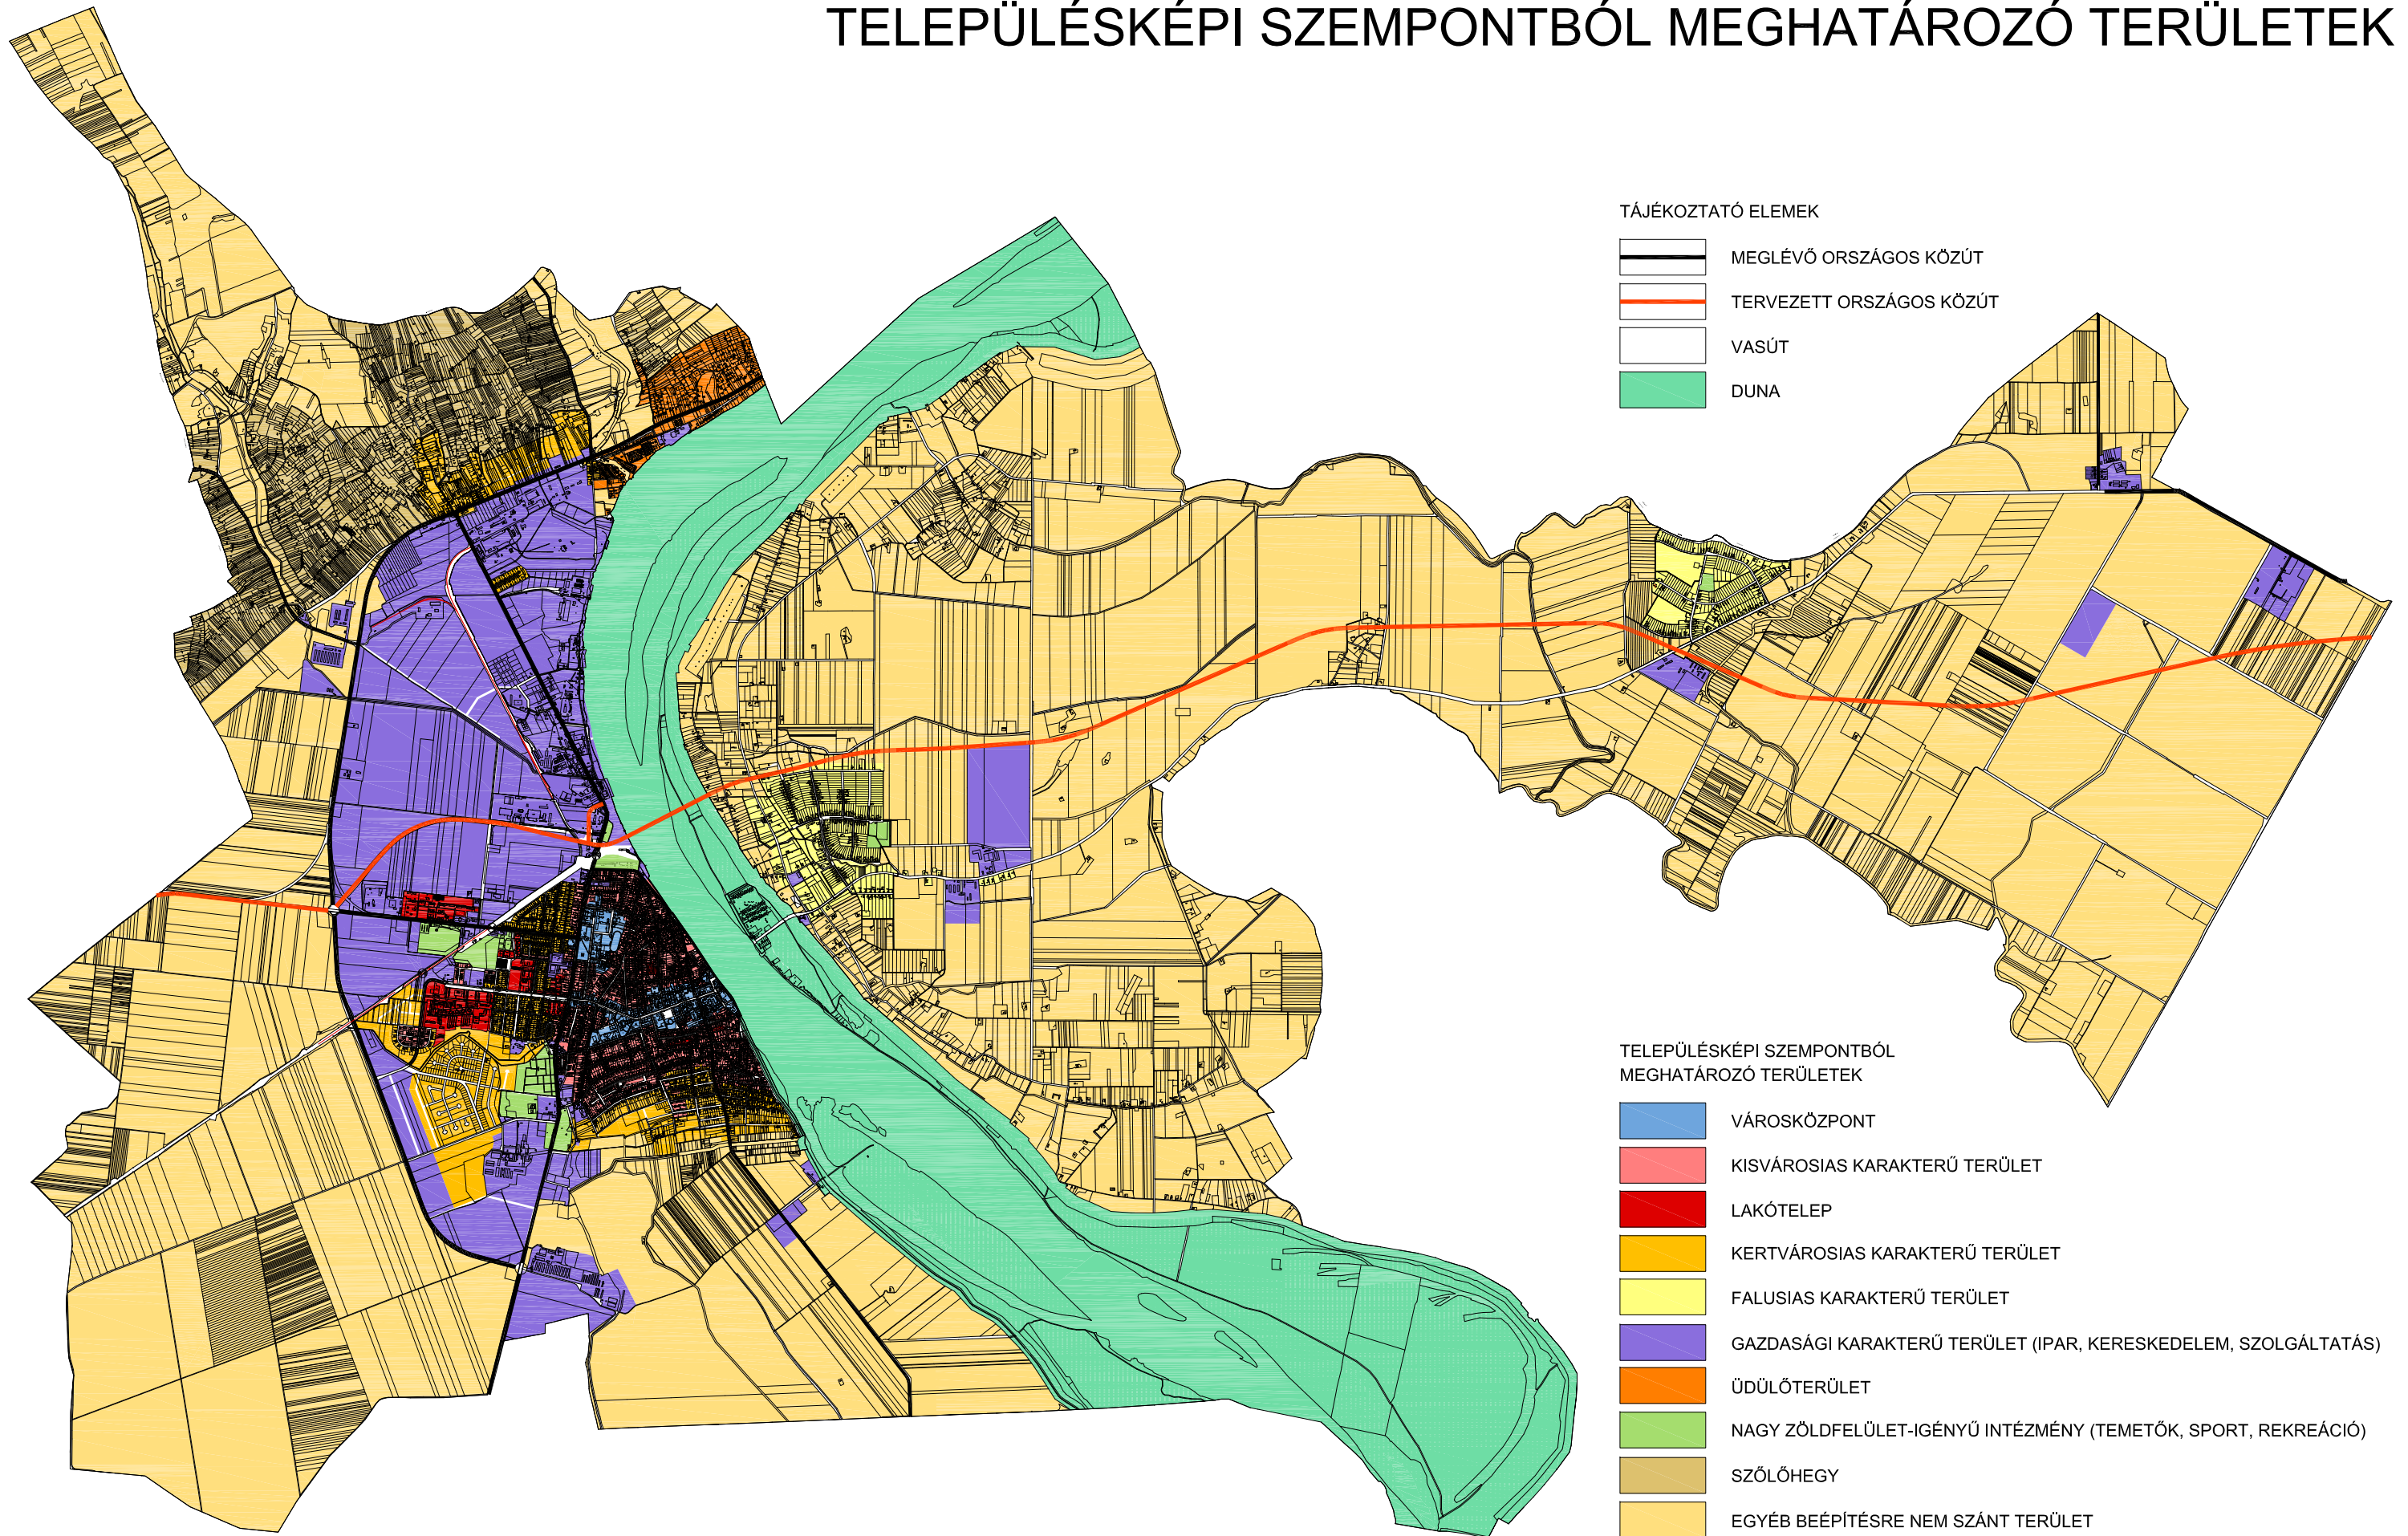 TELEPÜLÉSKÉPI SZEMPONTBÓL MEGHATÁROZÓ TERÜLETEK
TÁJÉKOZTATÓ ELEMEK
MEGLÉVŐ ORSZÁGOS KÖZÚT
TERVEZETT ORSZÁGOS KÖZÚT
VASÚT
DUNA
TELEPÜLÉSKÉPI SZEMPONTBÓL
MEGHATÁROZÓ TERÜLETEK
VÁROSKÖZPONT
KISVÁROSIAS KARAKTERŰ TERÜLET
LAKÓTELEP
KERTVÁROSIAS KARAKTERŰ TERÜLET
FALUSIAS KARAKTERŰ TERÜLET
GAZDASÁGI KARAKTERŰ TERÜLET (IPAR, KERESKEDELEM, SZOLGÁLTATÁS)
ÜDÜLŐTERÜLET
NAGY ZÖLDFELÜLET-IGÉNYŰ INTÉZMÉNY (TEMETŐK, SPORT, REKREÁCIÓ)
SZŐLŐHEGY
EGYÉB BEÉPÍTÉSRE NEM SZÁNT TERÜLET